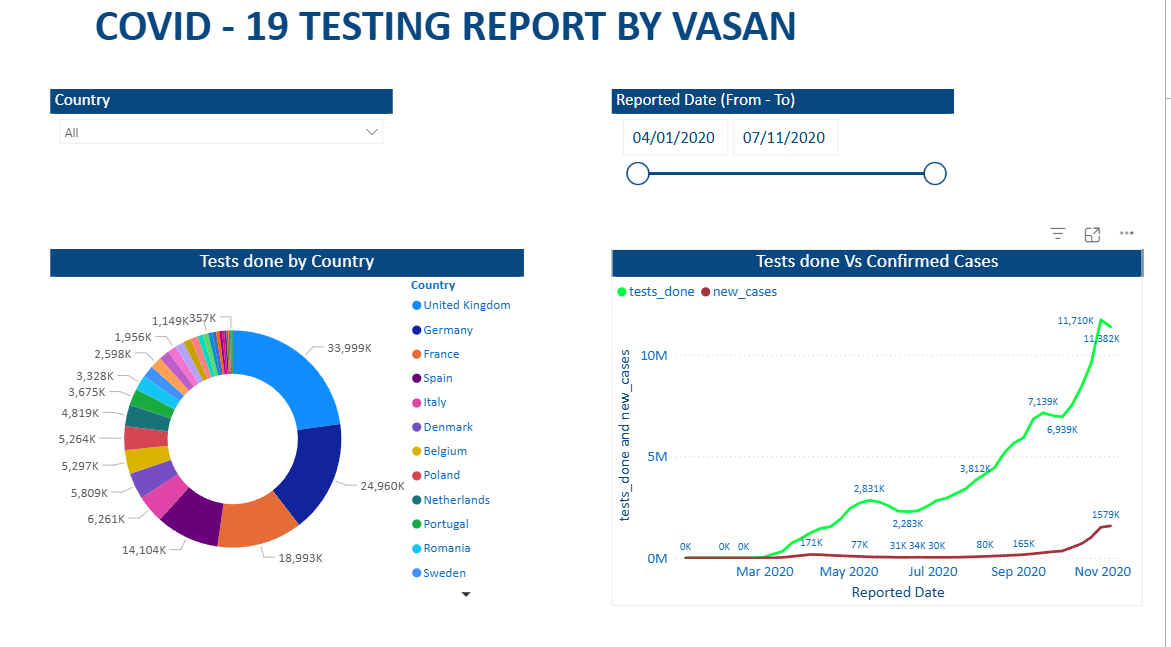 COVID - 19 TESTING REPORT BY VASAN
Country
All
Reported Date (From - To)
04/01/2020 07/11/2020
Tests done by Country
Country
United Kingdom
Germany
France
Spain
Italy
Denmark
Belgium
Poland
Netherlands
Portugal
Romania
Sweden
357K
1,149K
1,956K
2,598K
3,328K
3,675K
4,819K
5,264K
5,297K
5,809K
6,261K
14,104K
18,993K
24,960K
33,999K
Tests done Vs Confirmed Cases
tests_done new_cases
tests_done and new_cases
10M
5M
0M
11,710K
11,382K
7,139K
6,939K
3,812K
2,831K
2,283K
1579K
0K 0K 0K 171K 77K 31K 34K 30K 80K 165K
Mar 2020 May 2020 Jul 2020 Sep 2020 Nov 2020
Reported Date